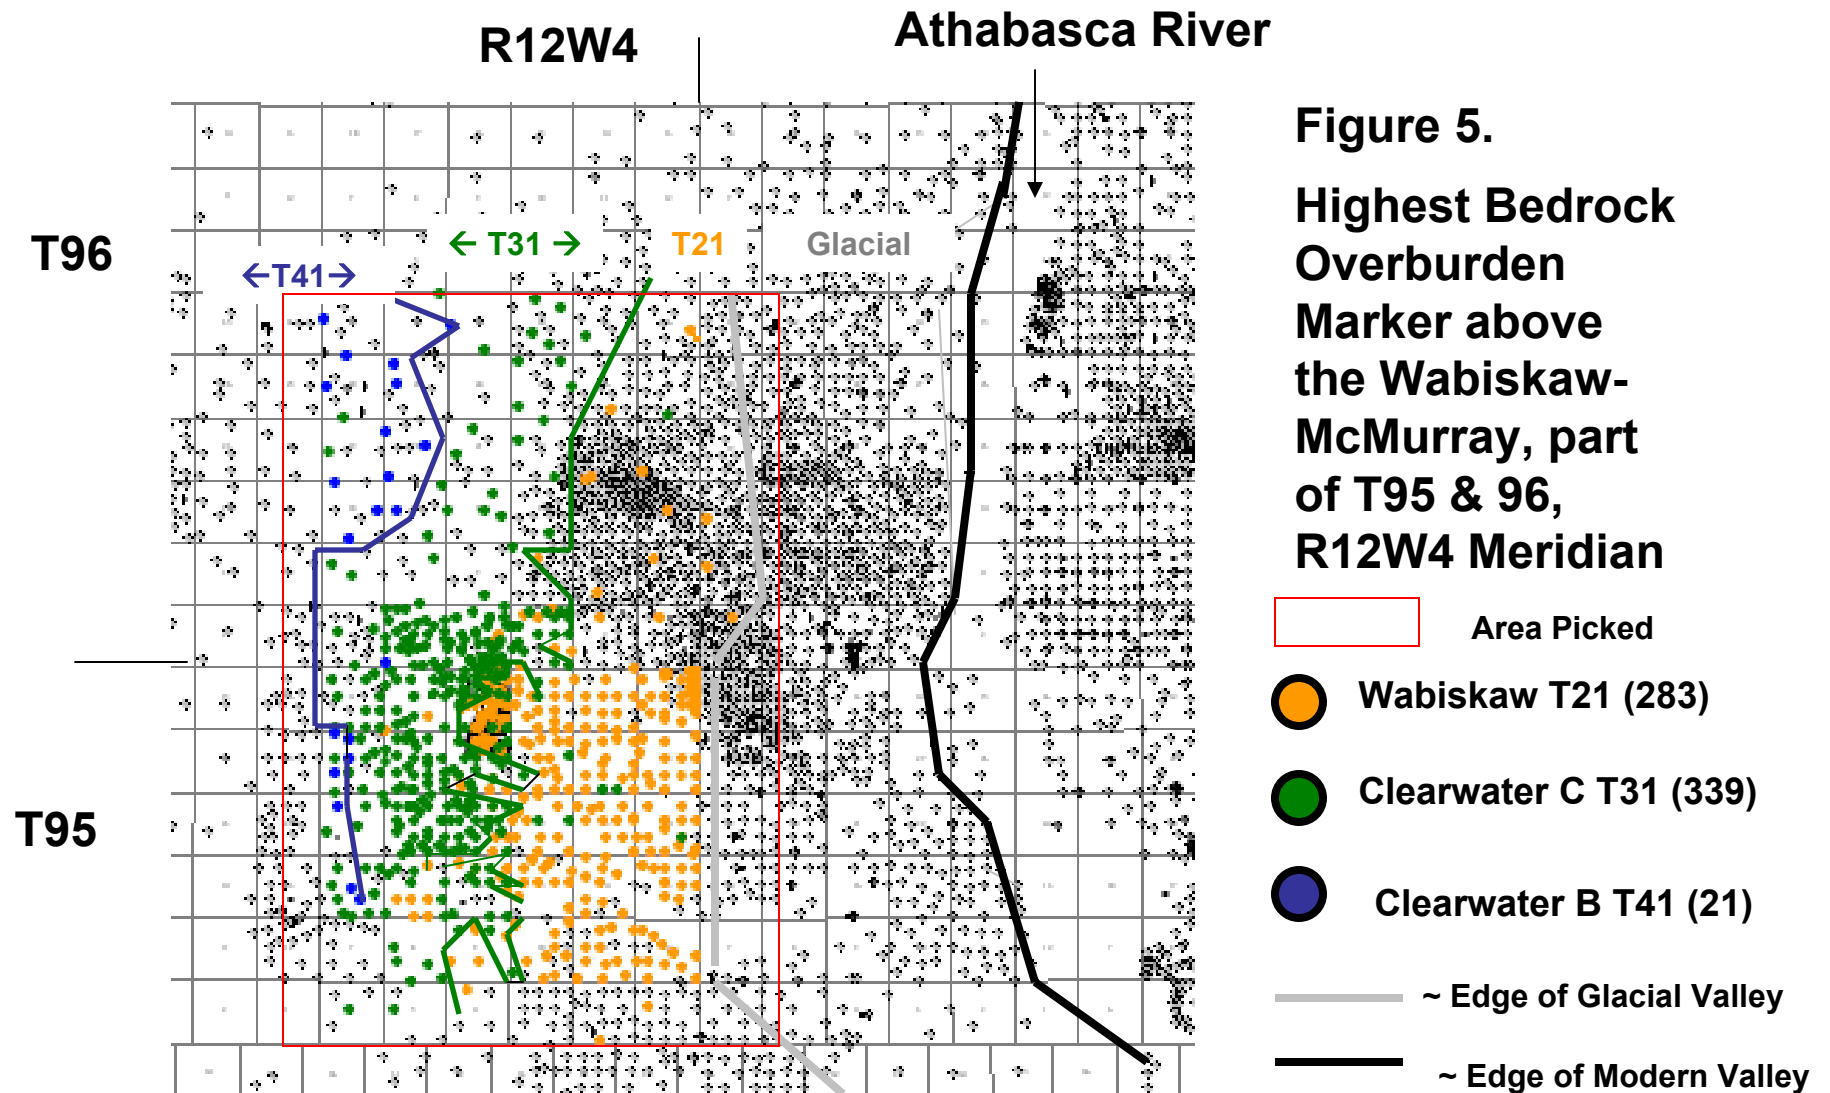 R12W4
Athabasca River
T96
T95
← T31 →
T21
Glacial
←T41→
Figure 5.
Highest Bedrock
Overburden
Marker above
the Wabiskaw-
McMurray, part
of T95 & 96,
R12W4 Meridian
Area Picked
Wabiskaw T21 (283)
Clearwater C T31 (339)
Clearwater B T41 (21)
~ Edge of Glacial Valley
~ Edge of Modern Valley